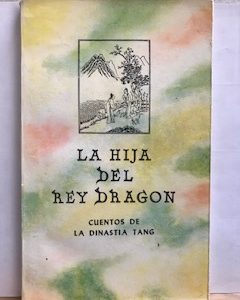 LA HIJA
DEL
REY DRAGON
CUENTOS DE
LA DINASTIA TANG